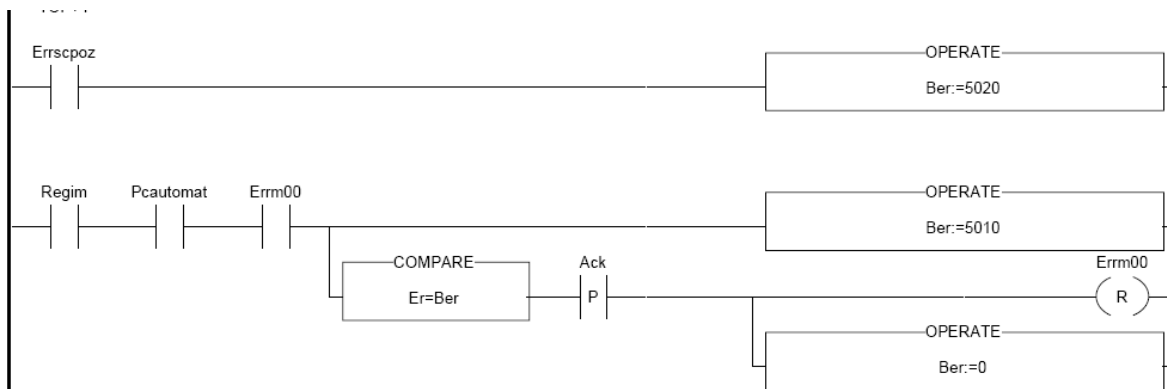 Errscpoz
OPERATE
Ber:=5020
Regim Pcautomat Errm00
OPERATE
Ber:=5010
COMPARE
Er=Ber
Ack
P
Errm00
R
OPERATE
Ber:=0